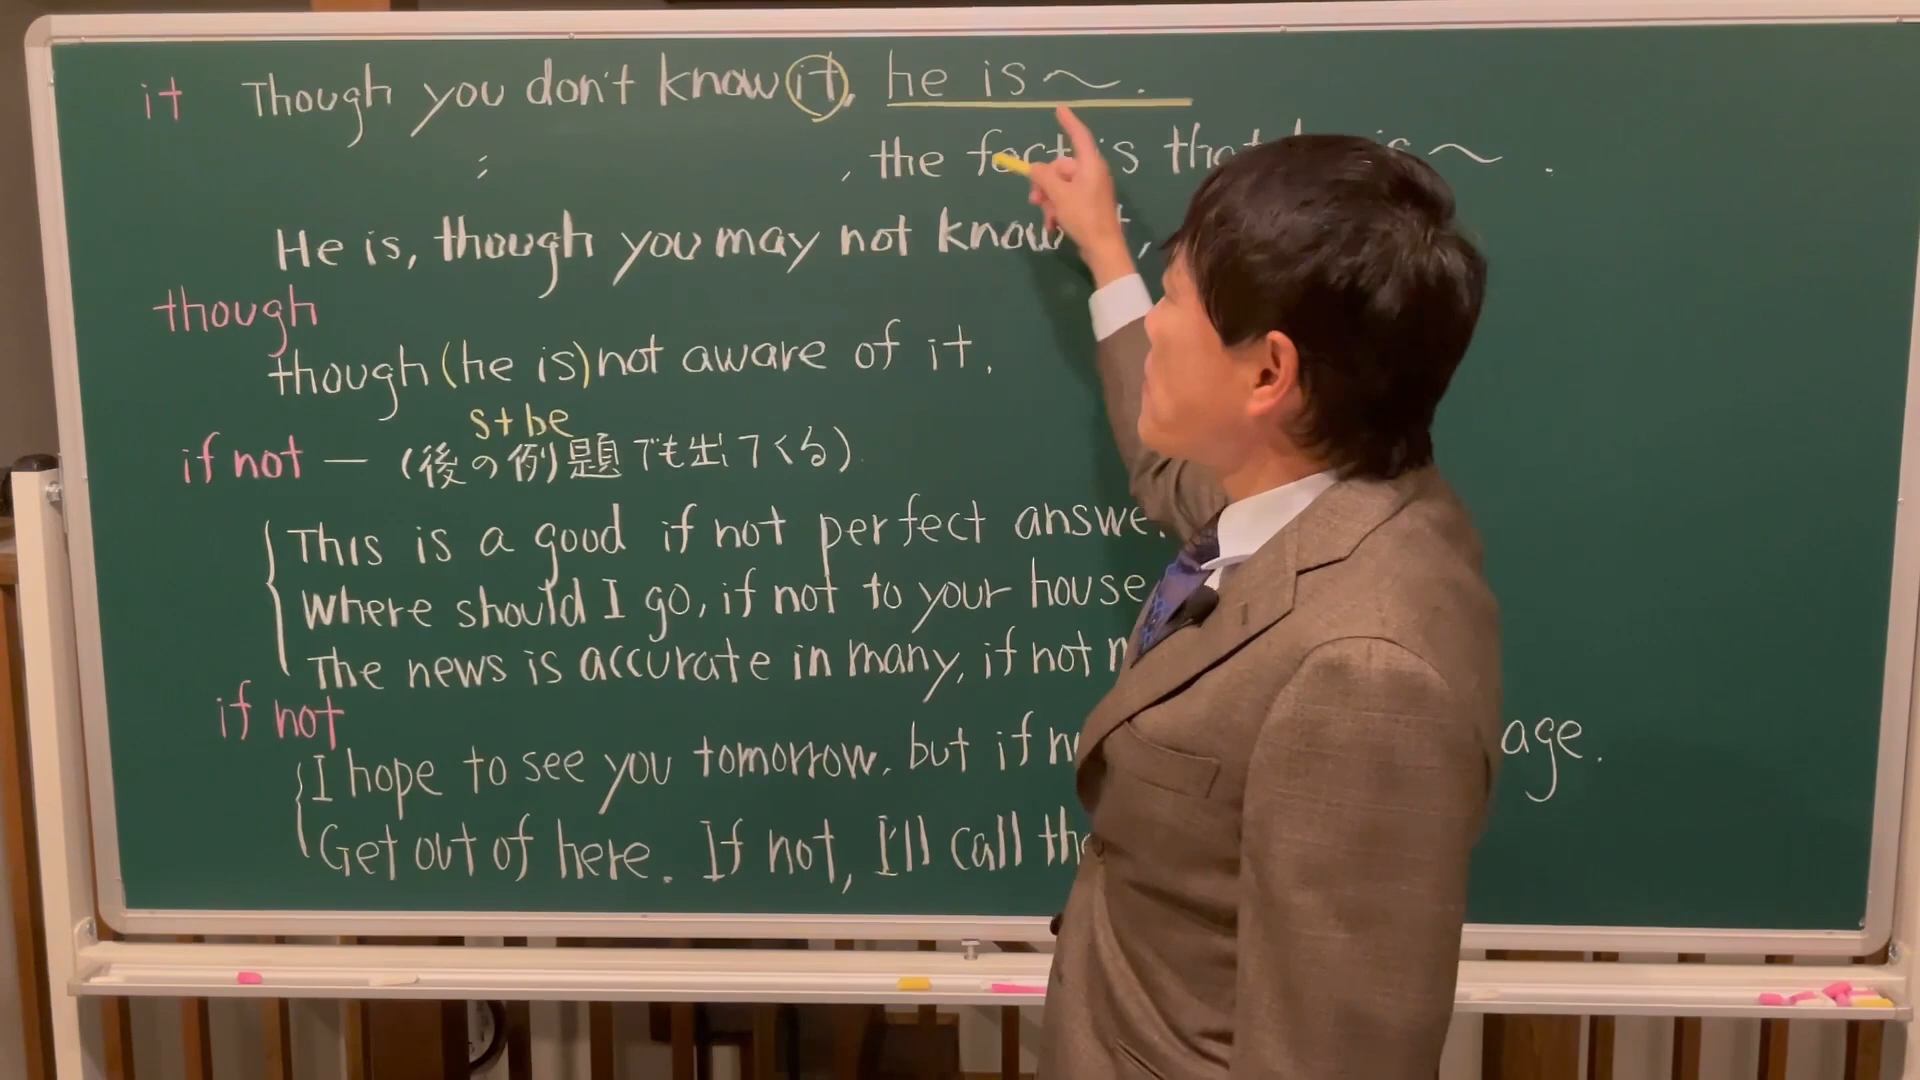 it Though you don't know it, he is ~.
; , the fact is that ~ .
He is, though you may not know
though
though (he is) not aware of it.
s+be
if not — (後の例題でも出てくる)
This is a good if not perfect
Where should I go, if not to your house
The news is accurate in many, if not
if not
I hope to see you tomorrow, but if age.
Get out of here. If not, I'll call